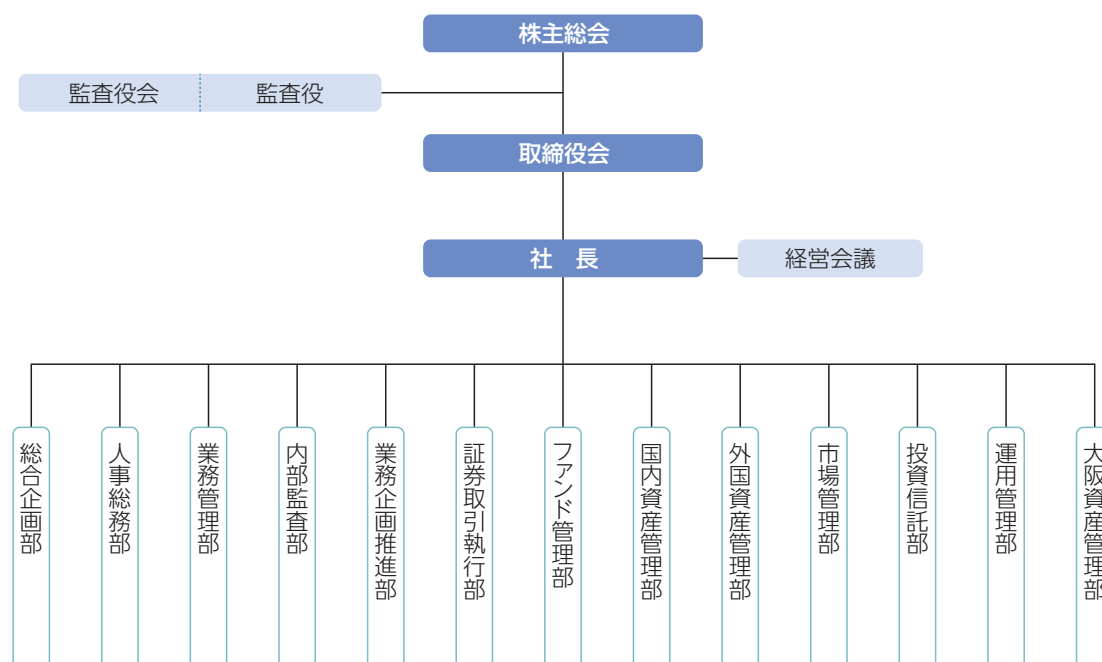 株主総会
監査役会 監査役
取締役会
社 長
経営会議
総合企画部
人事総務部
業務管理部
内部監査部
業務企画推進部
証券取引執行部
ファンド管理部
国内資産管理部
外国資産管理部
市場管理部
投資信託部
運用管理部
大阪資産管理部